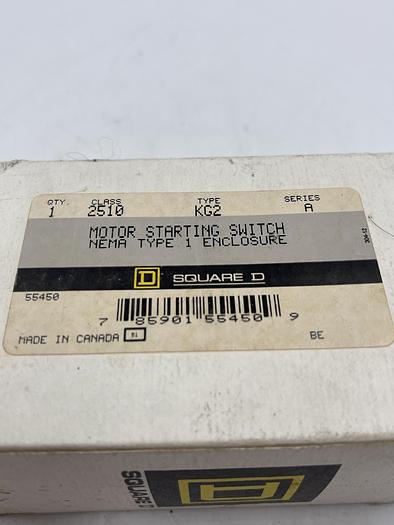 QTY. CLASS TYPE SERIES
1 2510 KG2 A
MOTOR STARTING SWITCH
NEMA TYPE 1 ENCLOSURE
D SQUARE D
55450
7 85901 55450 9
MADE IN CANADA 16 BE
SQUARE D